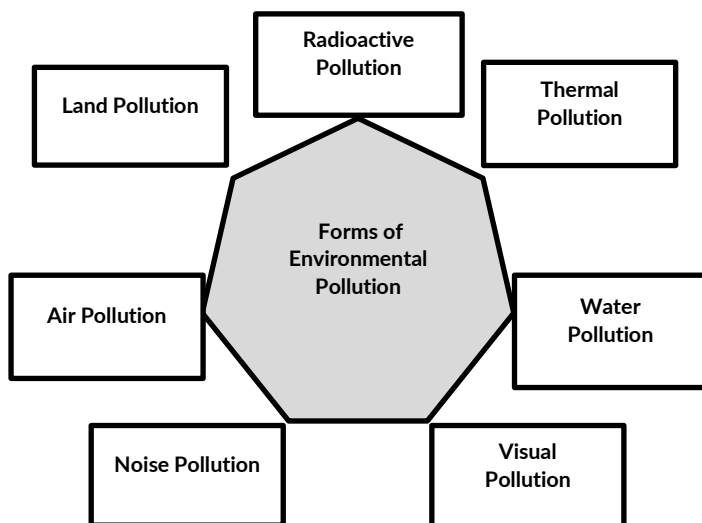 Radioactive
Pollution
Land Pollution
Thermal
Pollution
Forms of
Environmental
Pollution
Air Pollution
Water
Pollution
Noise Pollution
Visual
Pollution